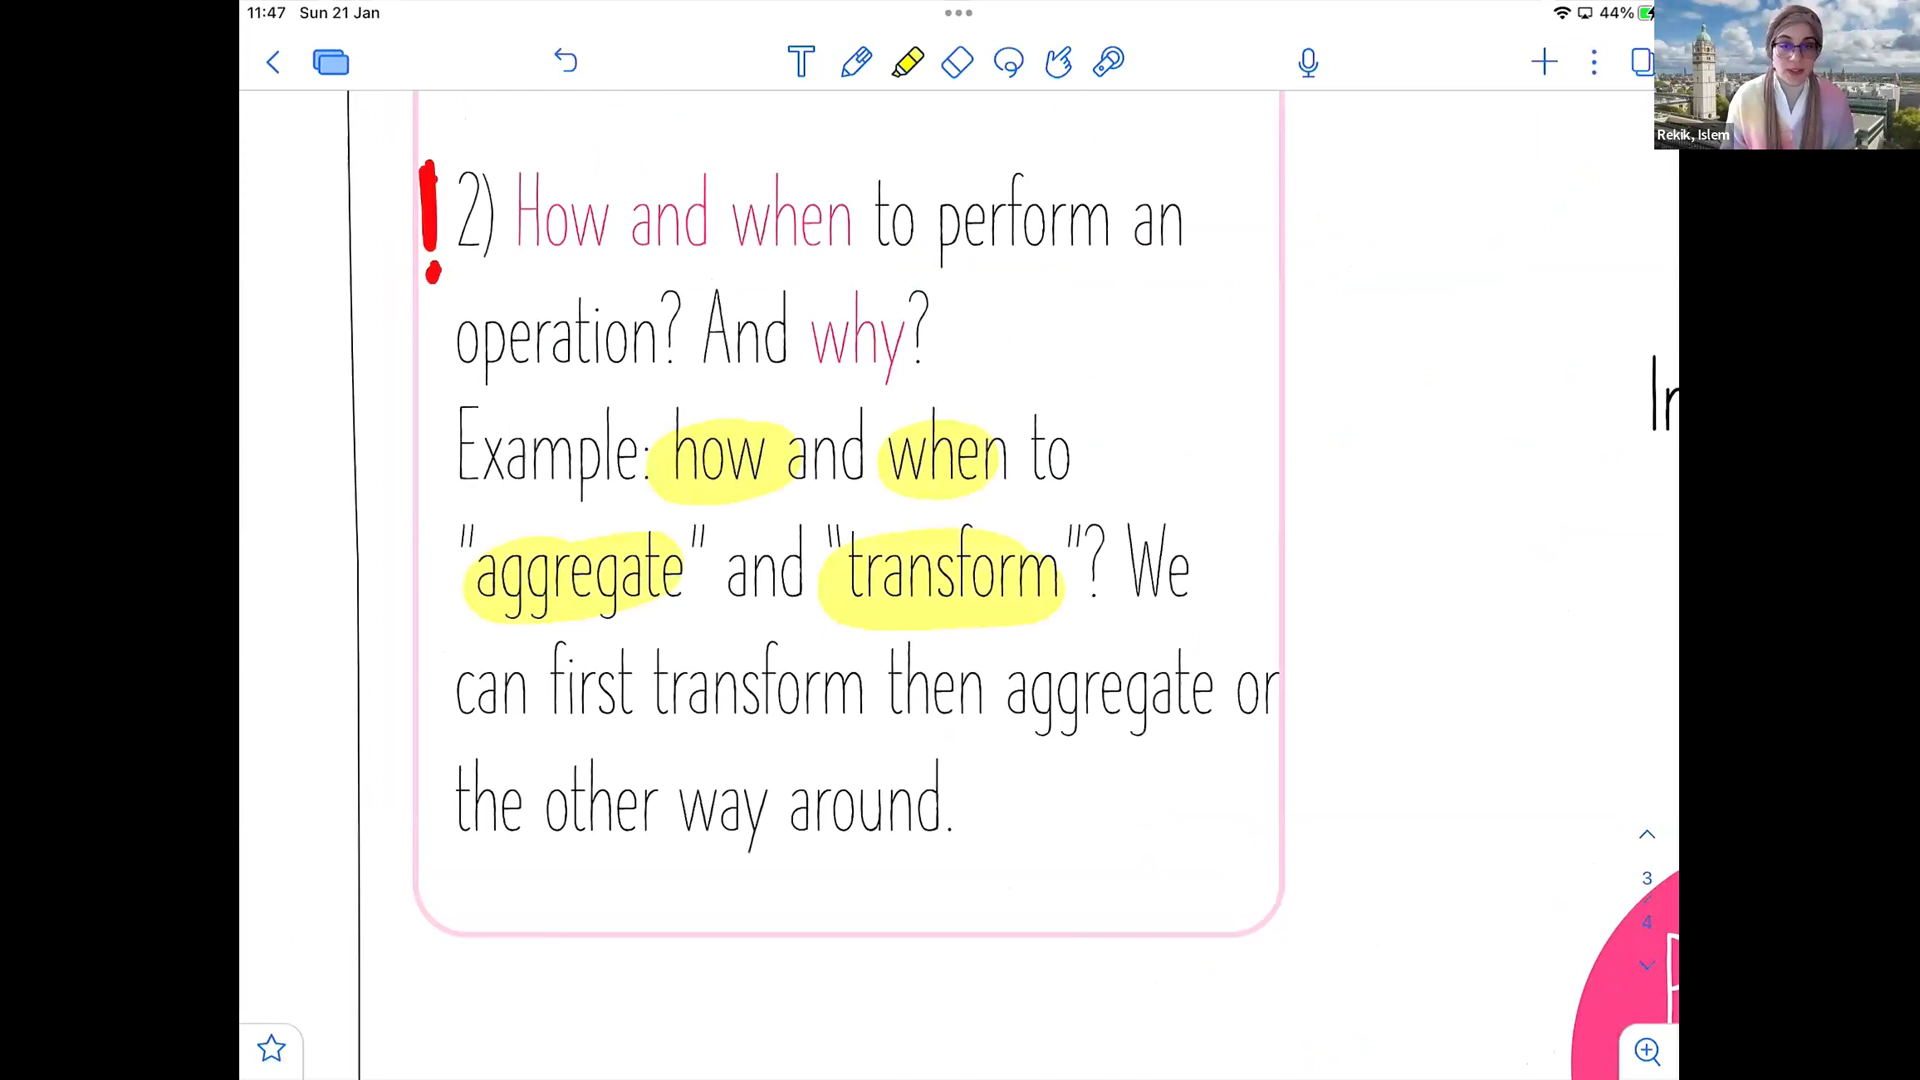 11:47 Sun 21 Jan
44%
T
Rekik, Islem
2) How and when to perform an
operation? And why?
Example: how and when to
"aggregate" and "transform"? We
can first transform then aggregate or
the other way around.
3
4